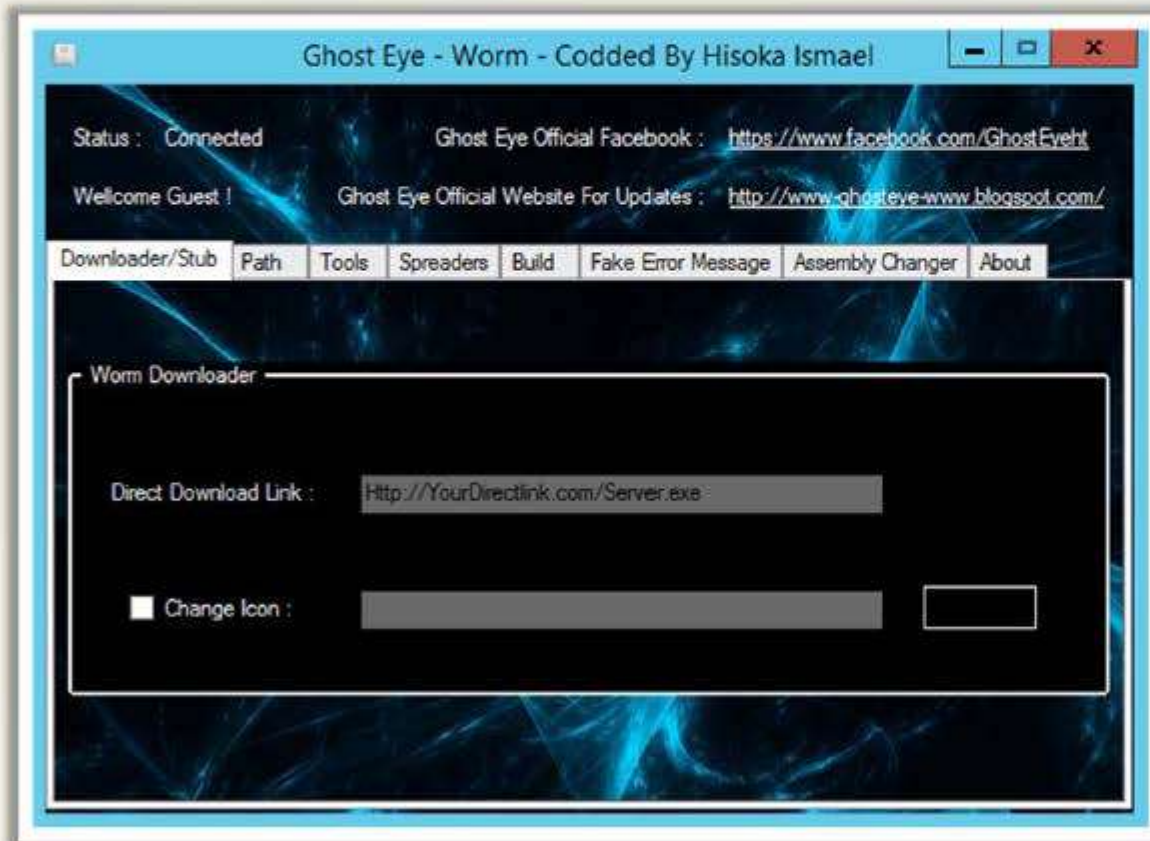 Ghost Eye - Worm - Codded By Hisoka Ismael
Status : Connected
Ghost Eye Official Facebook : https://www.facebook.com/GhostEyeht
Wellcome Guest !
Ghost Eye Official Website For Updates : http://www-ghosteye-www.blogspot.com/
Downloader/Stub Path Tools Spreaders Build Fake Error Message Assembly Changer About
Worm Downloader
Direct Download Link : Http://YourDirectlink.com/Server.exe
Change Icon :